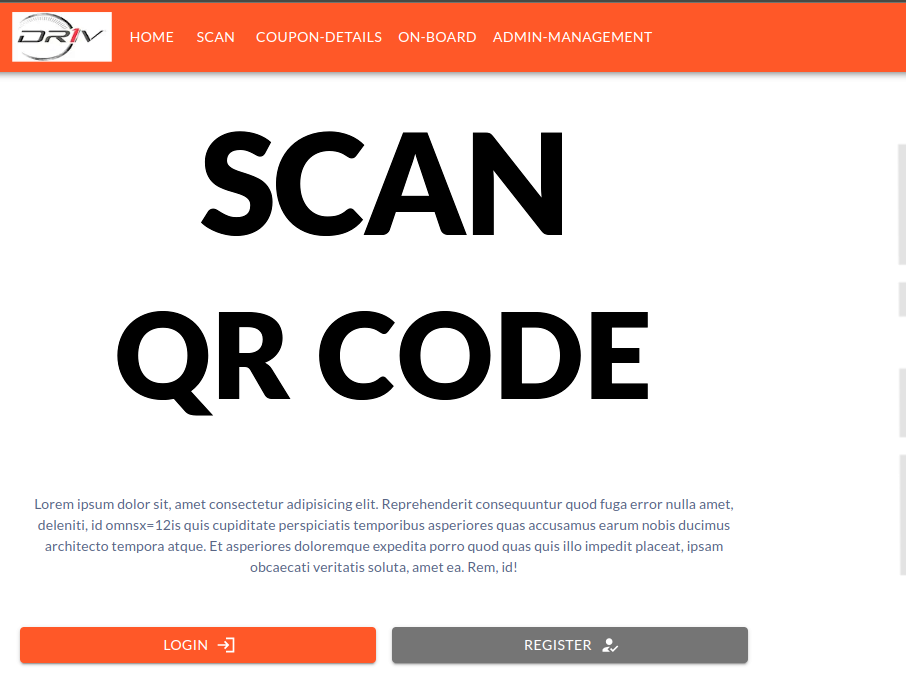 DR1V HOME SCAN COUPON-DETAILS ON-BOARD ADMIN-MANAGEMENT
SCAN
QR CODE
Lorem ipsum dolor sit, amet consectetur adipisicing elit. Reprehenderit consequuntur quod fuga error nulla amet,
deleniti, id omnsx=12is quis cupiditate perspiciatis temporibus asperiores quas accusamus earum nobis ducimus
architecto tempora atque. Et asperiores doloremque expedita porro quod quas quis illo impedit placeat, ipsam
obcaecati veritatis soluta, amet ea. Rem, id!
LOGIN REGISTER